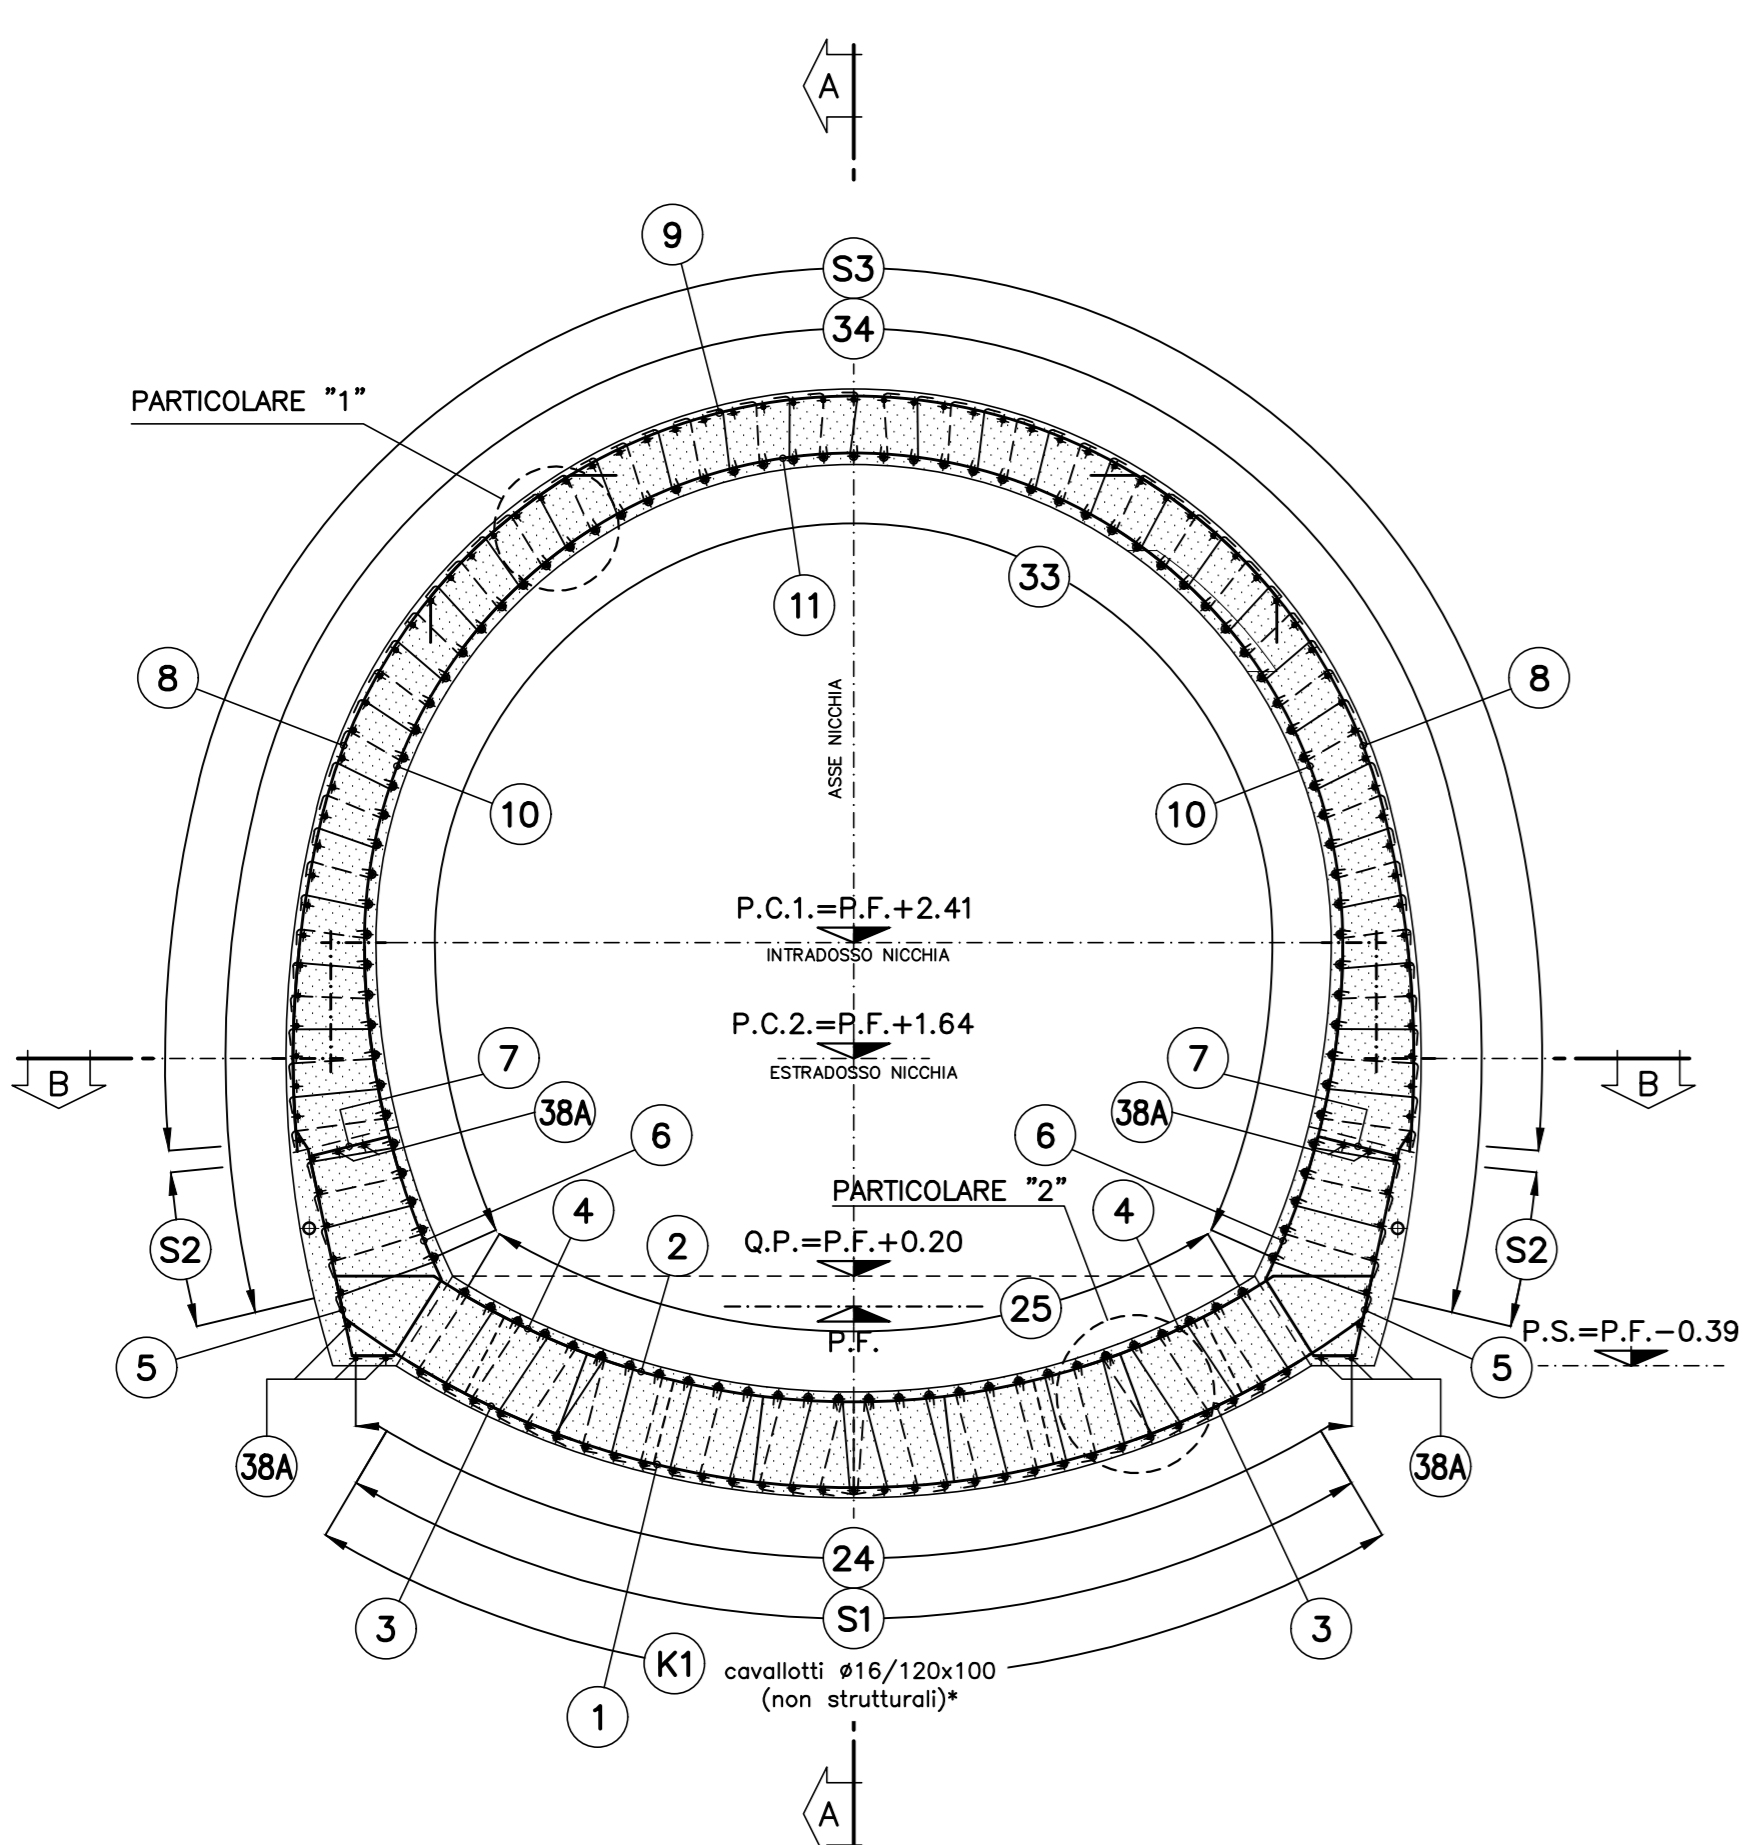 A
9
S3
34
PARTICOLARE "1"
33
11
8
8
ASSE NICCHIA
10
10
P.C.1.=P.F.+2.41
INTRADOSSO NICCHIA
P.C.2.=P.F.+1.64
ESTRADOSSO NICCHIA
7
7
B
B
38A
38A
6
6
PARTICOLARE "2"
4
4
S2
2
Q.P.=P.F.+0.20
S2
25
P.F.
P.S.=P.F.-0.39
5
5
38A
38A
24
3
S1
3
K1
cavallotti ø16/120x100
(non strutturali)*
1
A